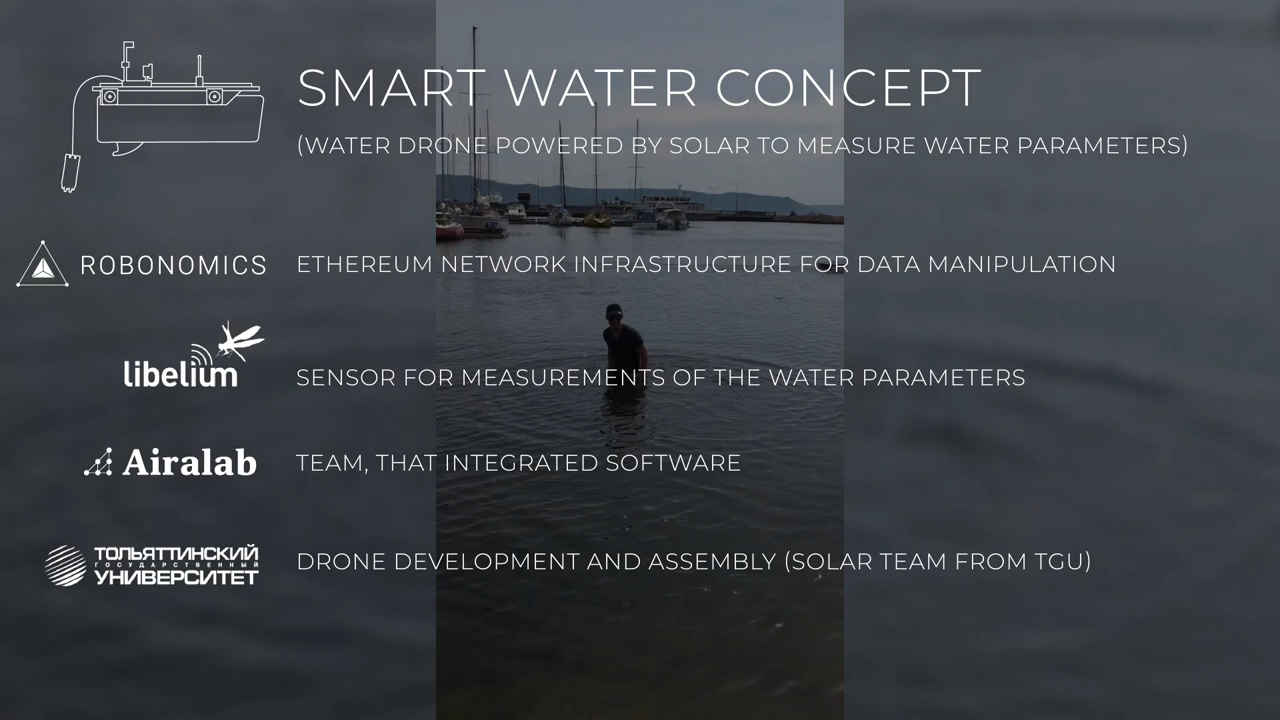 SMART WATER CONCEPT
(WATER DRONE POWERED BY SOLAR TO MEASURE WATER PARAMETERS)
ROBONOMICS
ETHEREUM NETWORK INFRASTRUCTURE FOR DATA MANIPULATION
libelium
SENSOR FOR MEASUREMENTS OF THE WATER PARAMETERS
Airalab
TEAM, THAT INTEGRATED SOFTWARE
ТОЛЬЯТТИНСКИЙ
ГОСУДАРСТВЕННЫЙ
УНИВЕРСИТЕТ
DRONE DEVELOPMENT AND ASSEMBLY (SOLAR TEAM FROM TGU)